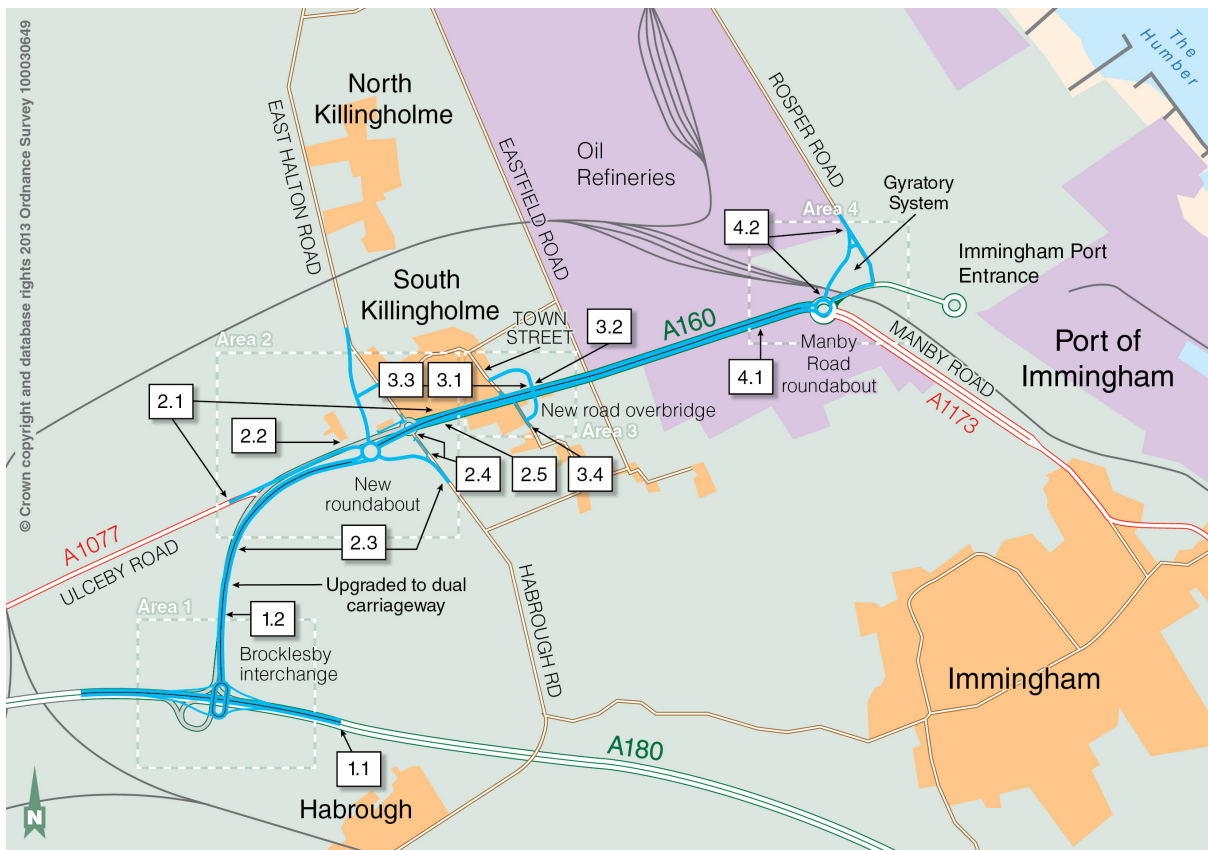 © Crown copyright and database rights 2013 Ordnance Survey 100030649
The
Humber
North
Killingholme
EAST HALTON ROAD
EASTFIELD ROAD
ROSPER ROAD
Oil
Refineries
Gyratory
System
Area 4
4.2
Immingham Port
Entrance
South
Killingholme
TOWN
STREET
3.2
A160
Area 2
3.3
3.1
4.1
Manby
Road
roundabout
MANBY ROAD
Port of
Immingham
2.1
2.2
New road overbridge
Area 3
A1173
2.4
2.5
3.4
New
roundabout
2.3
A1077
ULCEBY ROAD
Upgraded to dual
carriageway
HABROUGH RD
Area 1
1.2
Brocklesby
interchange
Immingham
A180
1.1
Habrough
N